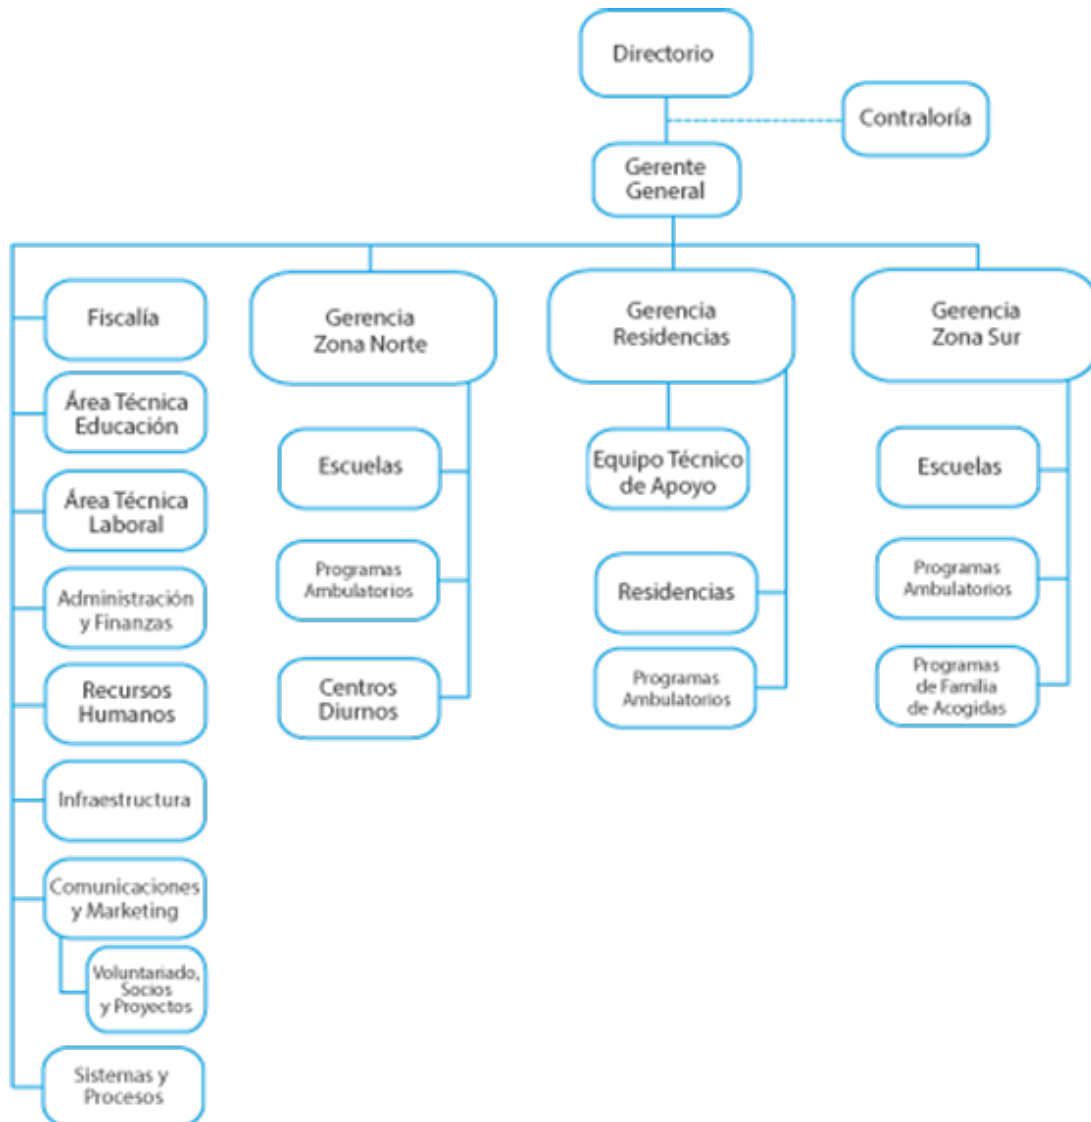 Directorio
Contraloría
Gerente
General
Fiscalía
Área Técnica
Educación
Área Técnica
Laboral
Administración
y Finanzas
Recursos
Humanos
Infraestructura
Comunicaciones
y Marketing
Voluntariado,
Socios
y Proyectos
Sistemas y
Procesos
Gerencia
Zona Norte
Escuelas
Programas
Ambulatorios
Centros
Diurnos
Gerencia
Residencias
Equipo Técnico
de Apoyo
Residencias
Programas
Ambulatorios
Gerencia
Zona Sur
Escuelas
Programas
Ambulatorios
Programas
de Familia
de Acogidas